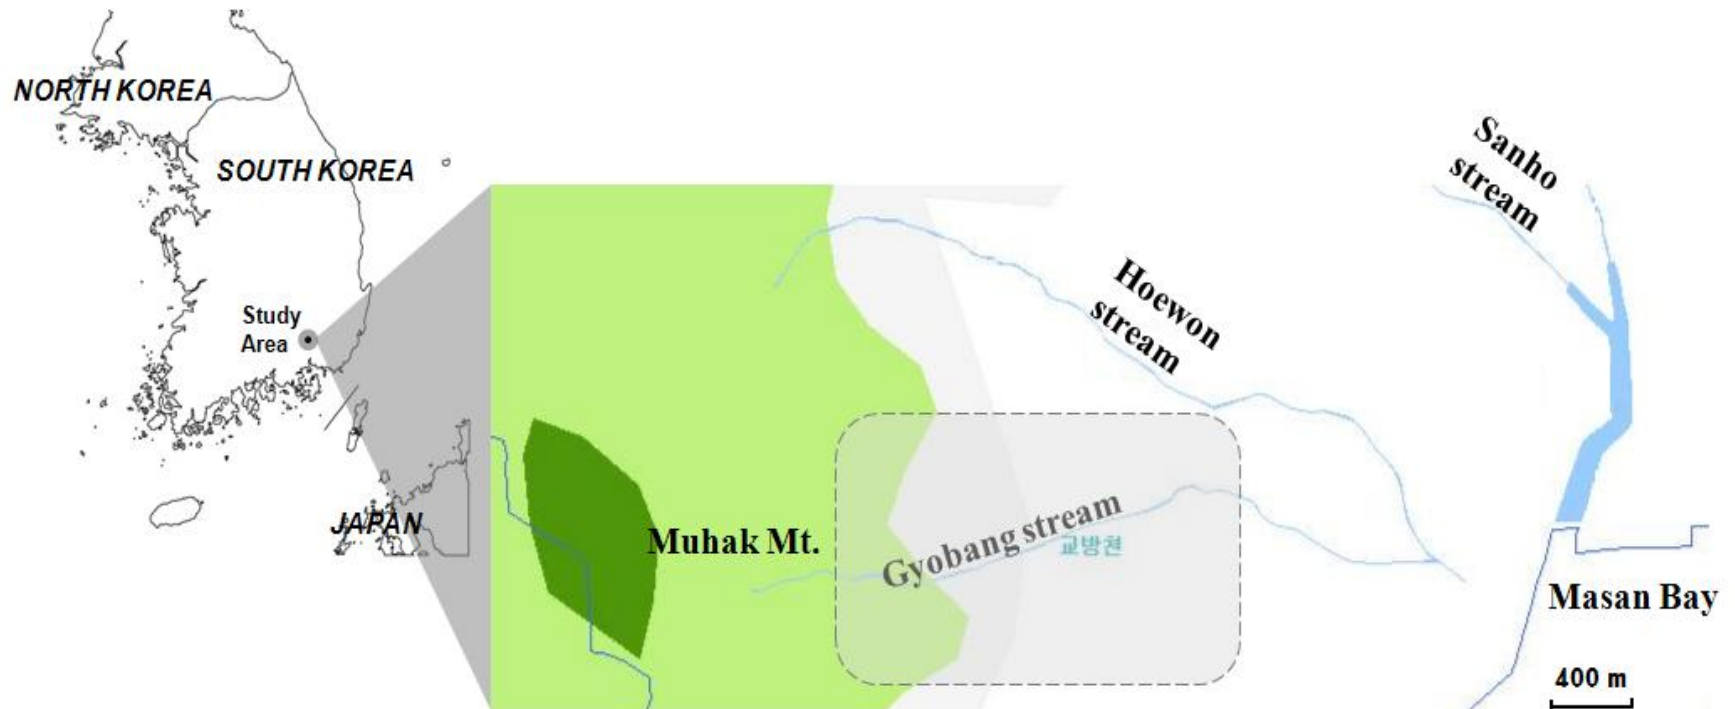 NORTH KOREA
SOUTH KOREA
Study
Area
JAPAN
Muhak Mt.
Gyobang stream
교방천
Hoewon
stream
Sanho
stream
Masan Bay
400 m